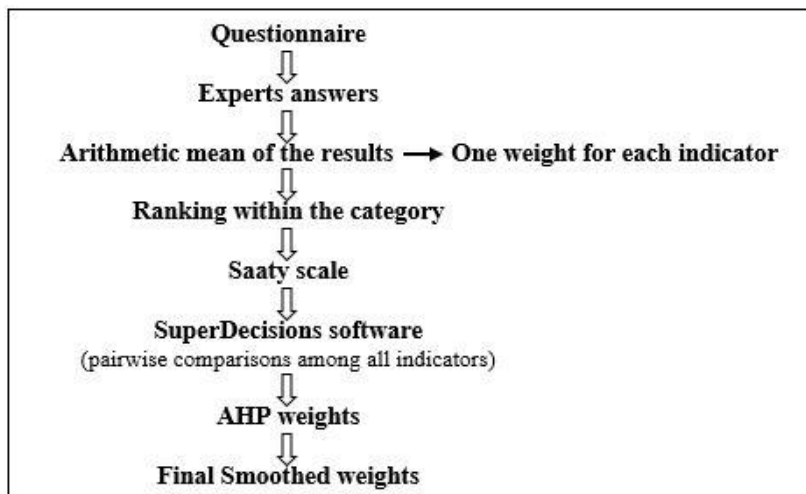 Questionnaire
Experts answers
Arithmetic mean of the results → One weight for each indicator
Ranking within the category
Saaty scale
SuperDecisions software
(pairwise comparisons among all indicators)
AHP weights
Final Smoothed weights